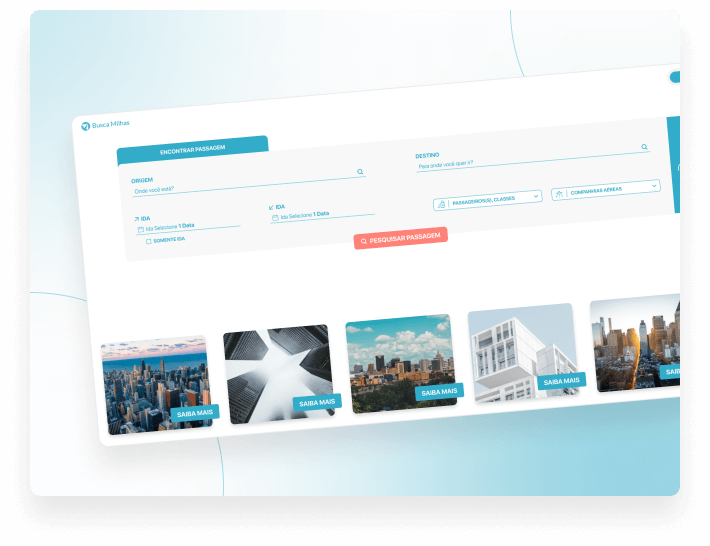 Busca Milhas
ENCONTRAR PASSAGEM
ORIGEM
Onde você está?
DESTINO
Para onde você quer ir?
IDA
Ida Selecione 1 Data
SOMENTE IDA
IDA
Ida Selecione 1 Data
PASSAGEIROS(S), CLASSES
COMPANHIAS AÉREAS
PESQUISAR PASSAGEM
SAIBA MAIS
SAIBA MAIS
SAIBA MAIS
SAIBA MAIS
SAIB